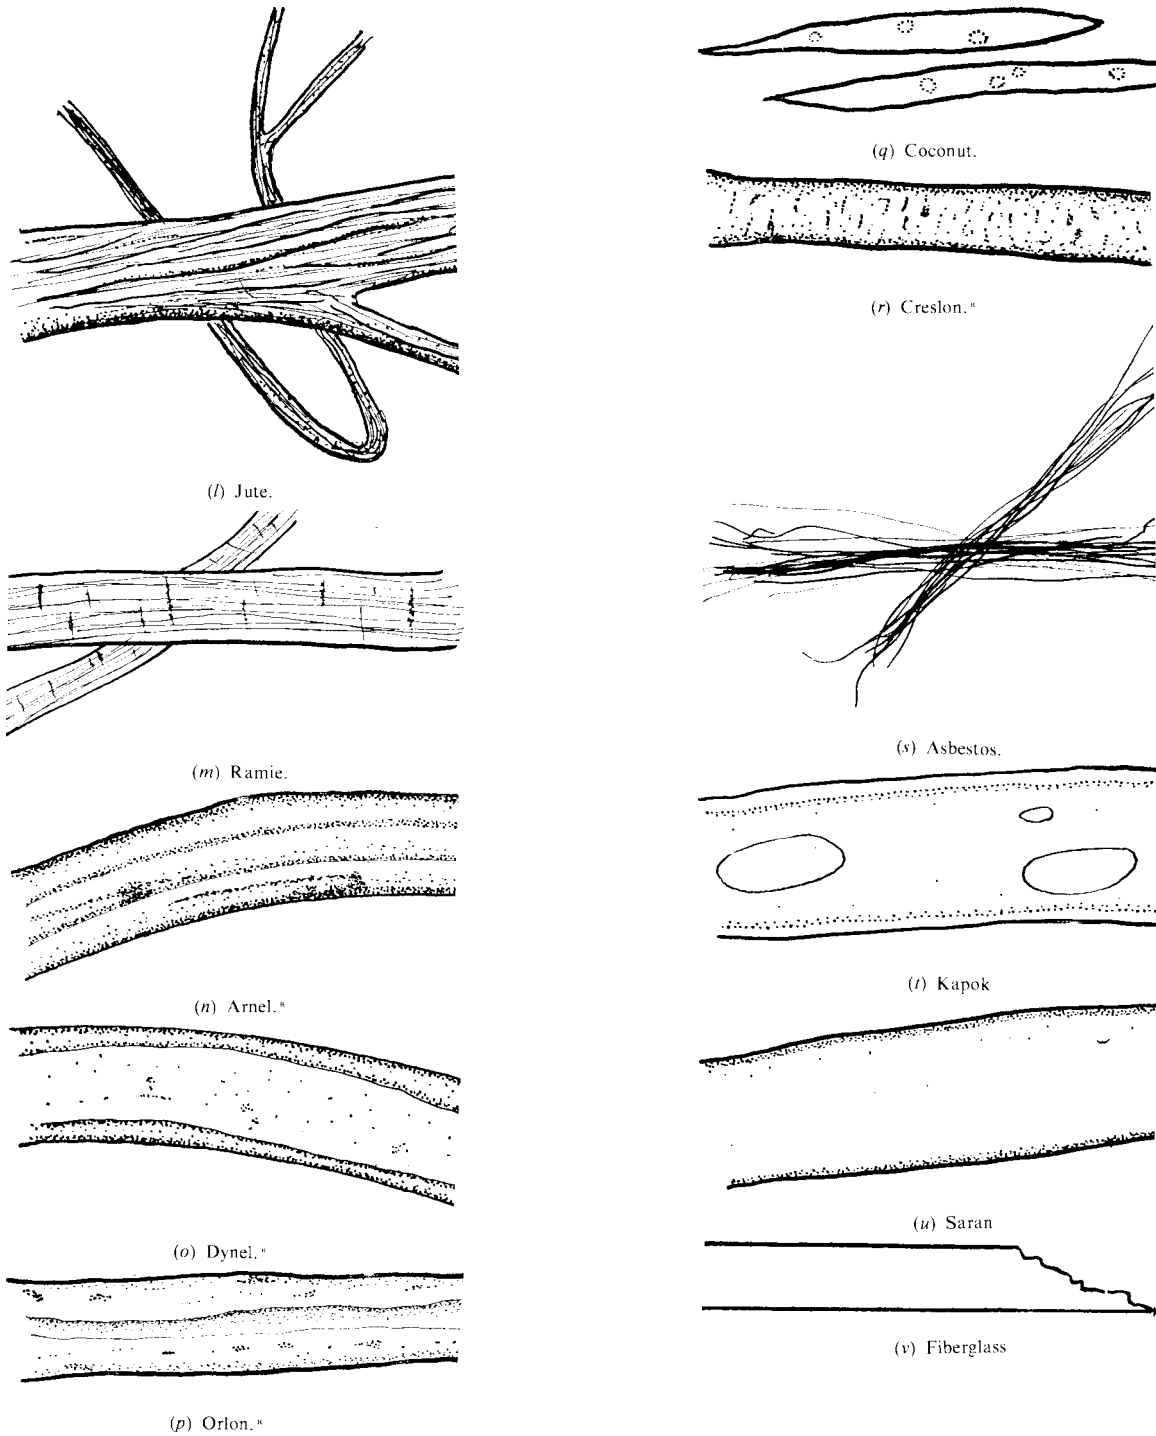 (l) Jute.
(m) Ramie.
(n) Arnel.ᴿ
(o) Dynel.ᴿ
(p) Orlon.ᴿ
(q) Coconut.
(r) Creslon.ᴿ
(s) Asbestos.
(t) Kapok
(u) Saran
(v) Fiberglass